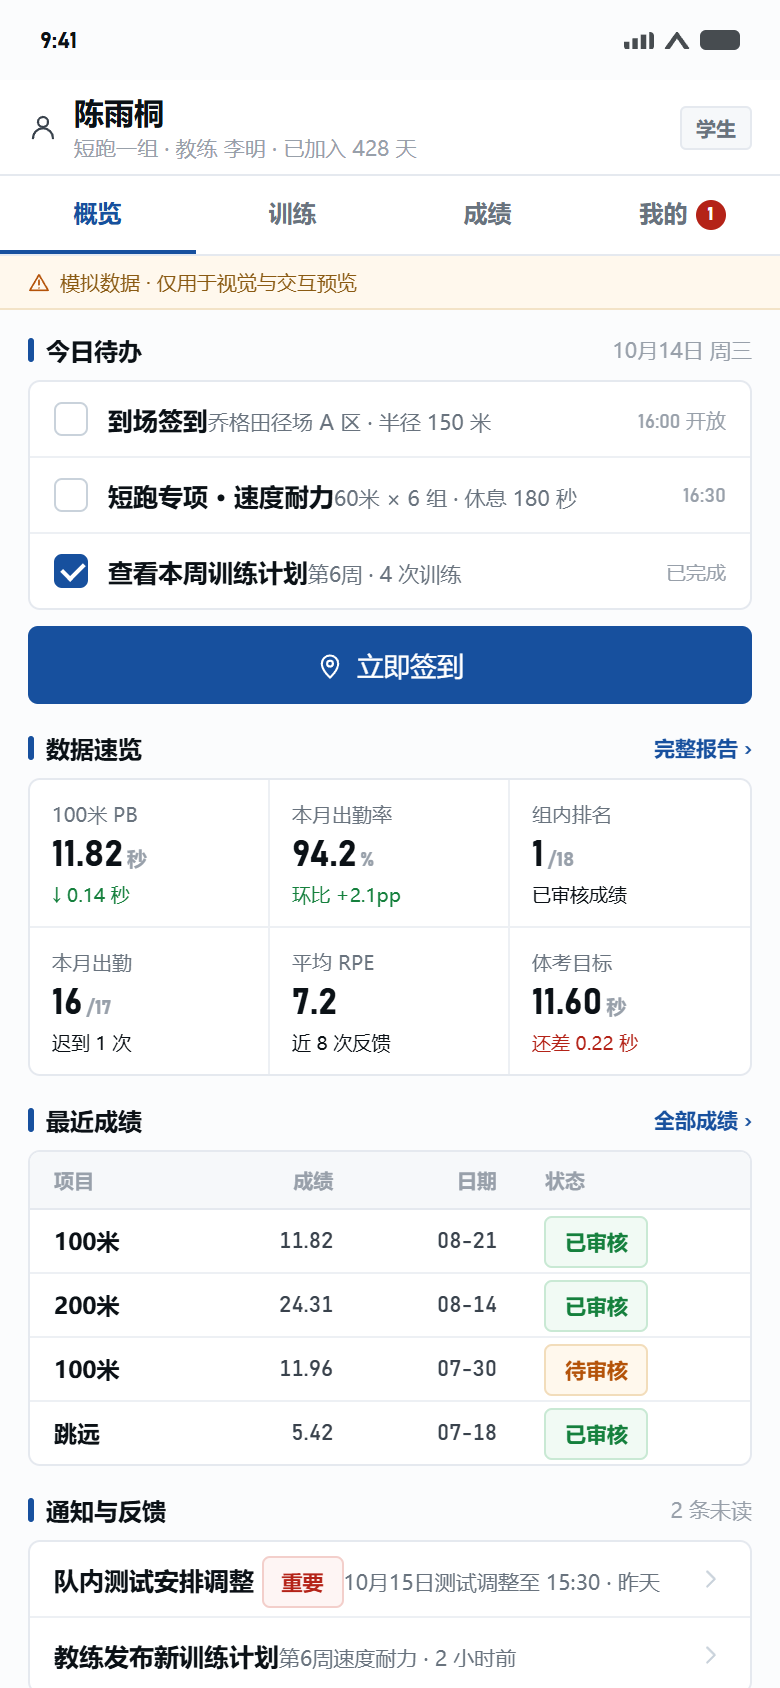 9:41
陈雨桐
短跑一组 · 教练 李明 · 已加入 428 天
学生
概览 训练 成绩 我的 1
模拟数据 · 仅用于视觉与交互预览
今日待办 10月14日 周三
到场签到乔格田径场 A 区 · 半径 150 米 16:00 开放
短跑专项·速度耐力60米 × 6 组 · 休息 180 秒 16:30
查看本周训练计划第6周 · 4 次训练 已完成
立即签到
数据速览 完整报告 ›
100米 PB 本月出勤率 组内排名
11.82 秒 94.2 % 1 /18
↓ 0.14 秒 环比 +2.1pp 已审核成绩
本月出勤 平均 RPE 体考目标
16 /17 7.2 11.60 秒
迟到 1 次 近 8 次反馈 还差 0.22 秒
最近成绩 全部成绩 ›
项目 成绩 日期 状态
100米 11.82 08-21 已审核
200米 24.31 08-14 已审核
100米 11.96 07-30 待审核
跳远 5.42 07-18 已审核
通知与反馈 2 条未读
队内测试安排调整 重要 10月15日测试调整至 15:30 · 昨天
教练发布新训练计划第6周速度耐力 · 2 小时前